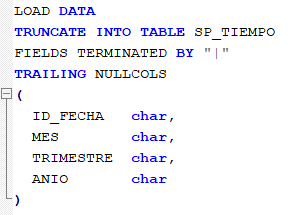 LOAD DATA
TRUNCATE INTO TABLE SP_TIEMPO
FIELDS TERMINATED BY "|"
TRAILING NULLCOLS
(
ID_FECHA char,
MES char,
TRIMESTRE char,
ANIO char
)